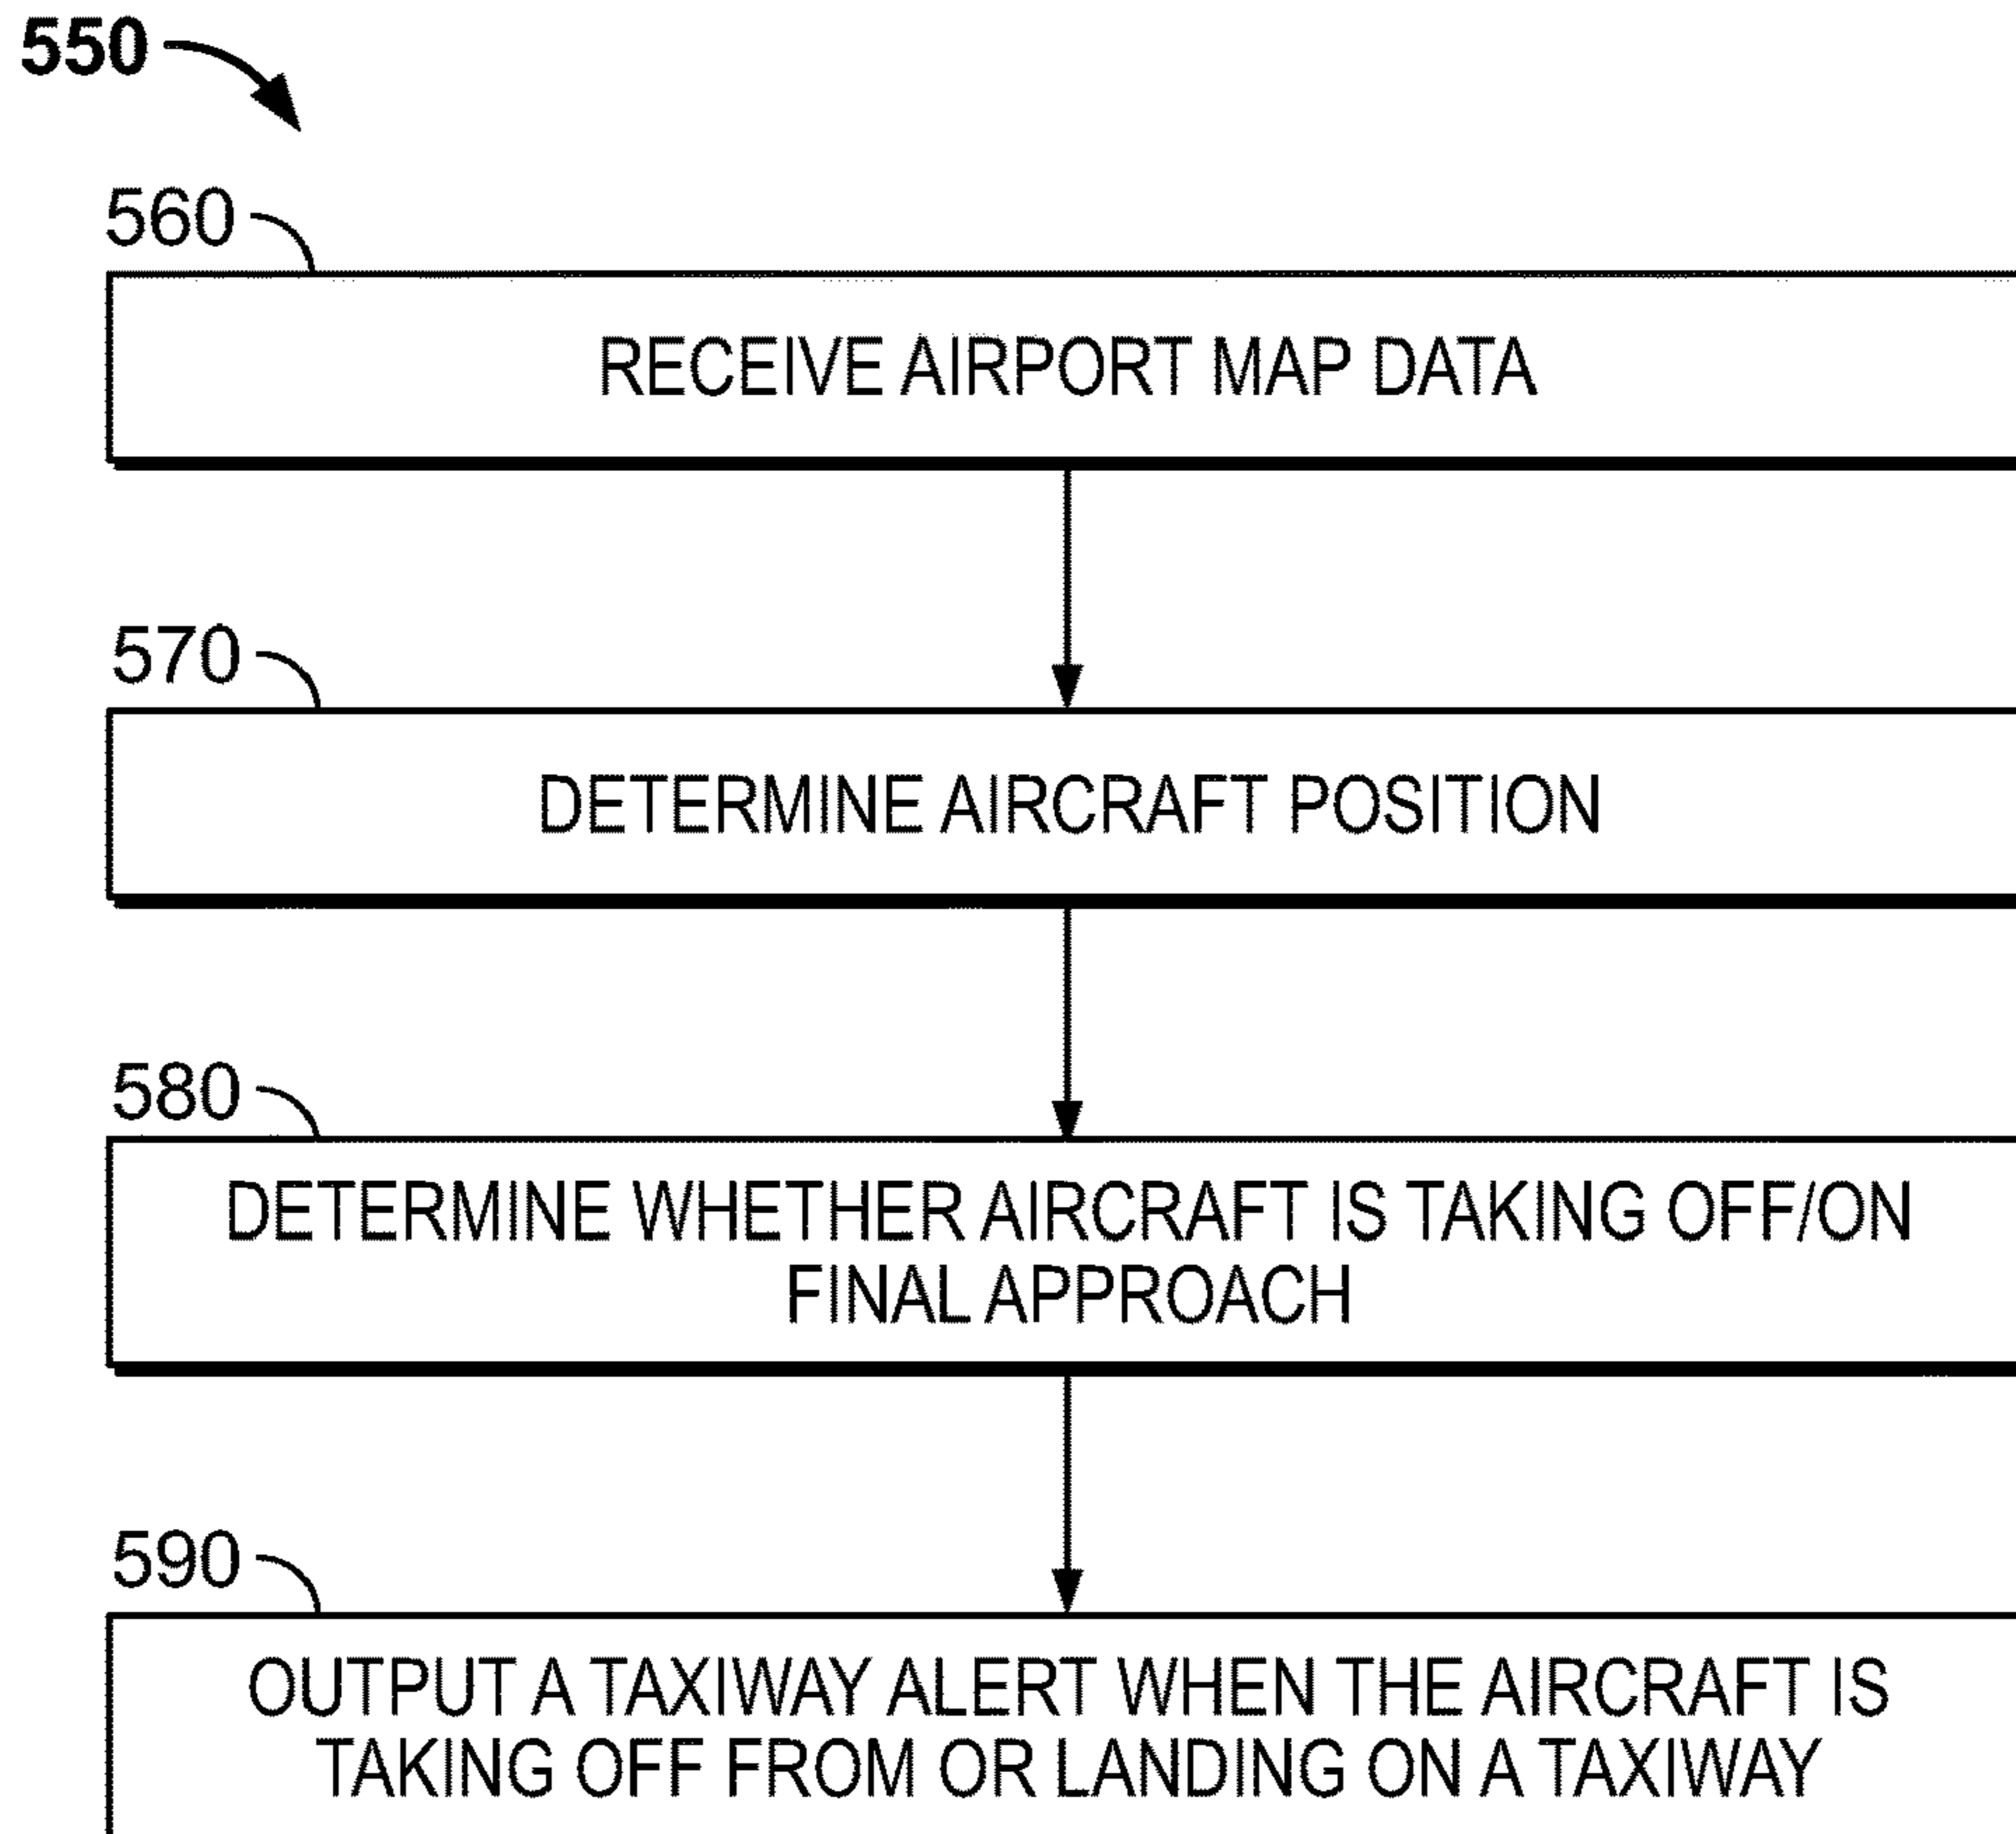 550
560
RECEIVE AIRPORT MAP DATA
570
DETERMINE AIRCRAFT POSITION
580
DETERMINE WHETHER AIRCRAFT IS TAKING OFF/ON
FINAL APPROACH
590
OUTPUT A TAXIWAY ALERT WHEN THE AIRCRAFT IS
TAKING OFF FROM OR LANDING ON A TAXIWAY